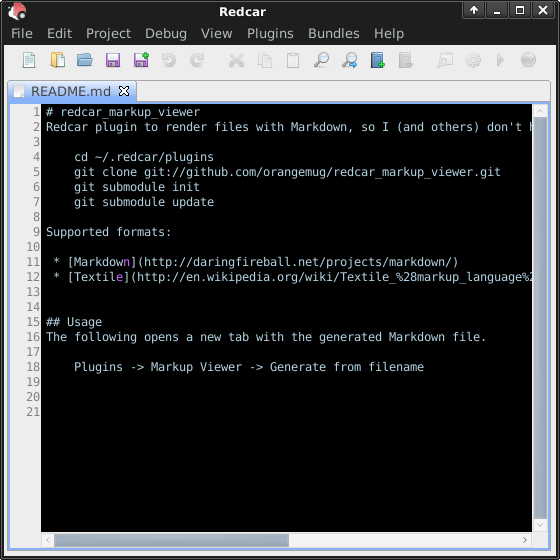 Redcar
File Edit Project Debug View Plugins Bundles Help
README.md
1 # redcar_markup_viewer
2 Redcar plugin to render files with Markdown, so I (and others) don't
3
4 cd ~/.redcar/plugins
5 git clone git://github.com/orangemug/redcar_markup_viewer.git
6 git submodule init
7 git submodule update
8
9 Supported formats:
10
11 * [Markdown](http://daringfireball.net/projects/markdown/)
12 * [Textile](http://en.wikipedia.org/wiki/Textile_%28markup_language%2
13
14
15 ## Usage
16 The following opens a new tab with the generated Markdown file.
17
18 Plugins -> Markup Viewer -> Generate from filename
19
20
21